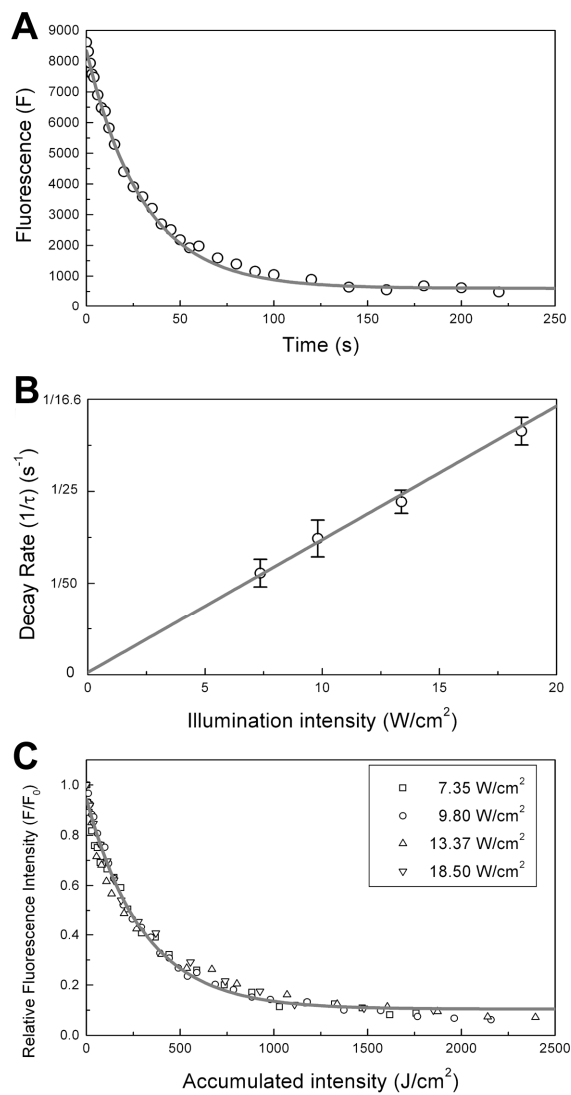 A
9000
8000
7000
6000
5000
4000
3000
2000
1000
0
Fluorescence (F)
0 50 100 150 200 250
Time (s)
B
1/16.6
1/25
1/50
0
Decay Rate (1/τ) (s⁻¹)
0 5 10 15 20
Illumination intensity (W/cm²)
C
1.0
0.8
0.6
0.4
0.2
0.0
Relative Fluorescence Intensity (F/F₀)
7.35 W/cm²
9.80 W/cm²
13.37 W/cm²
18.50 W/cm²
0 500 1000 1500 2000 2500
Accumulated intensity (J/cm²)